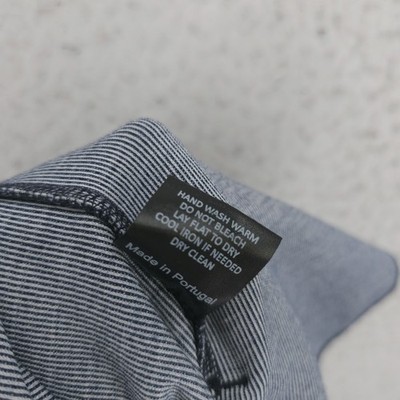 HAND WASH WARM
DO NOT BLEACH
LAY FLAT TO DRY
COOL IRON IF NEEDED
DRY CLEAN
Made in Portugal